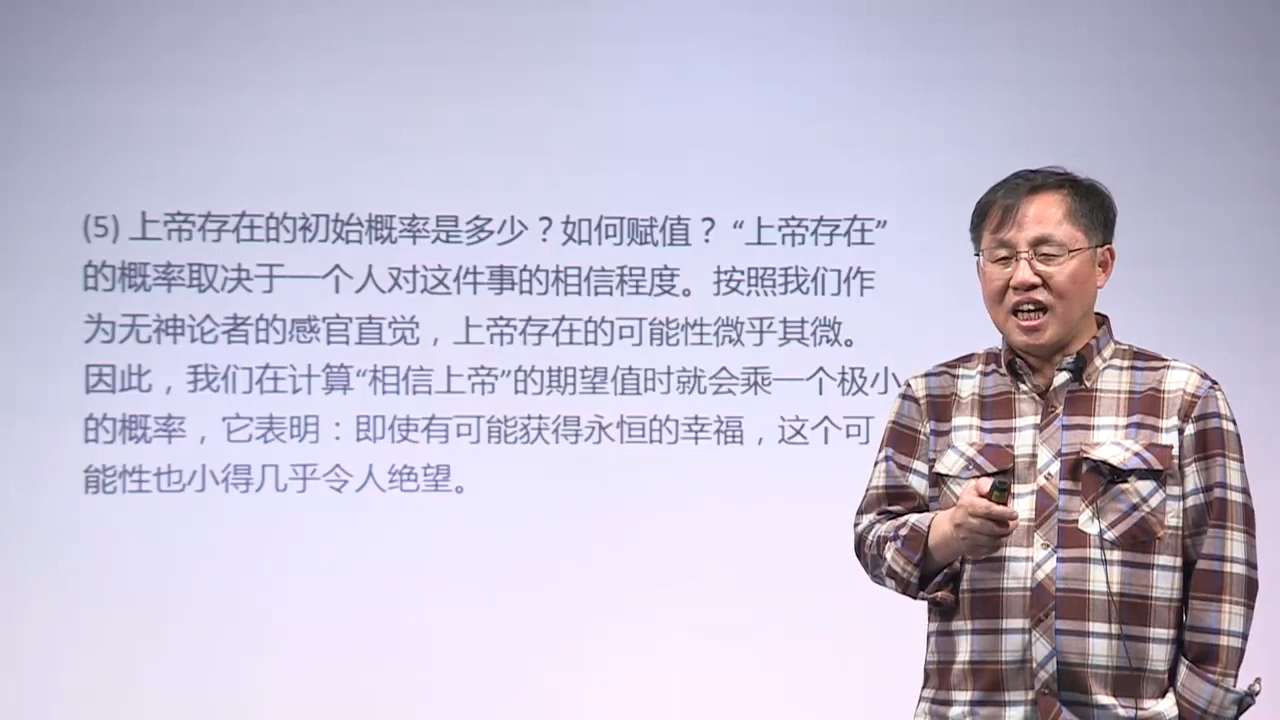 (5) 上帝存在的初始概率是多少？如何赋值？“上帝存在”
的概率取决于一个人对这件事的相信程度。按照我们作
为无神论者的感官直觉，上帝存在的可能性微乎其微。
因此，我们在计算“相信上帝”的期望值时就会乘一个极小
的概率，它表明：即使有可能获得永恒的幸福，这个可
能性也小得几乎令人绝望。